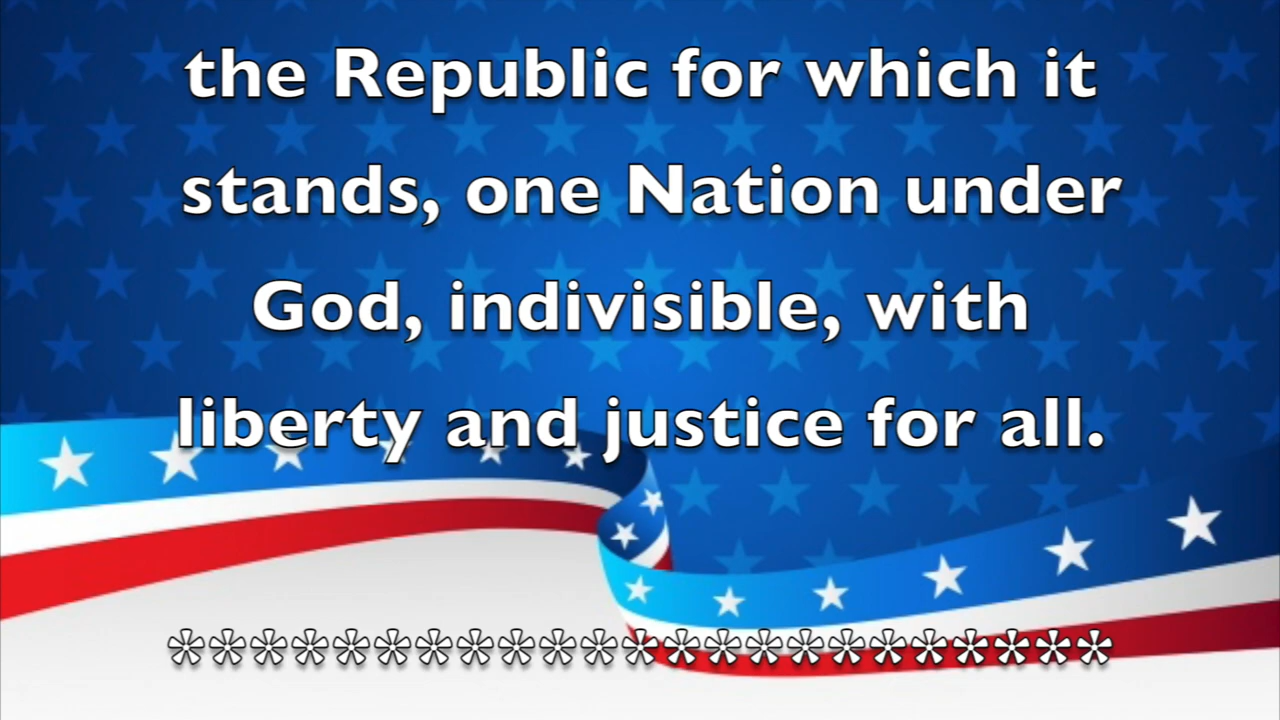 the Republic for which it
stands, one Nation under
God, indivisible, with
liberty and justice for all.
***********************